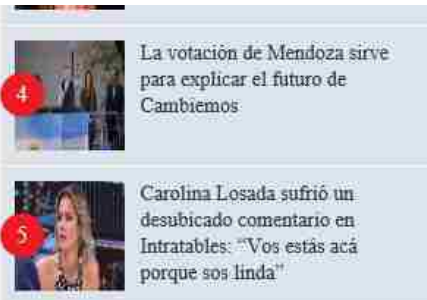 4
La votación de Mendoza sirve
para explicar el futuro de
Cambiemos
5
Carolina Losada sufrió un
desubicado comentario en
Intratables: “Vos estás acá
porque sos linda”